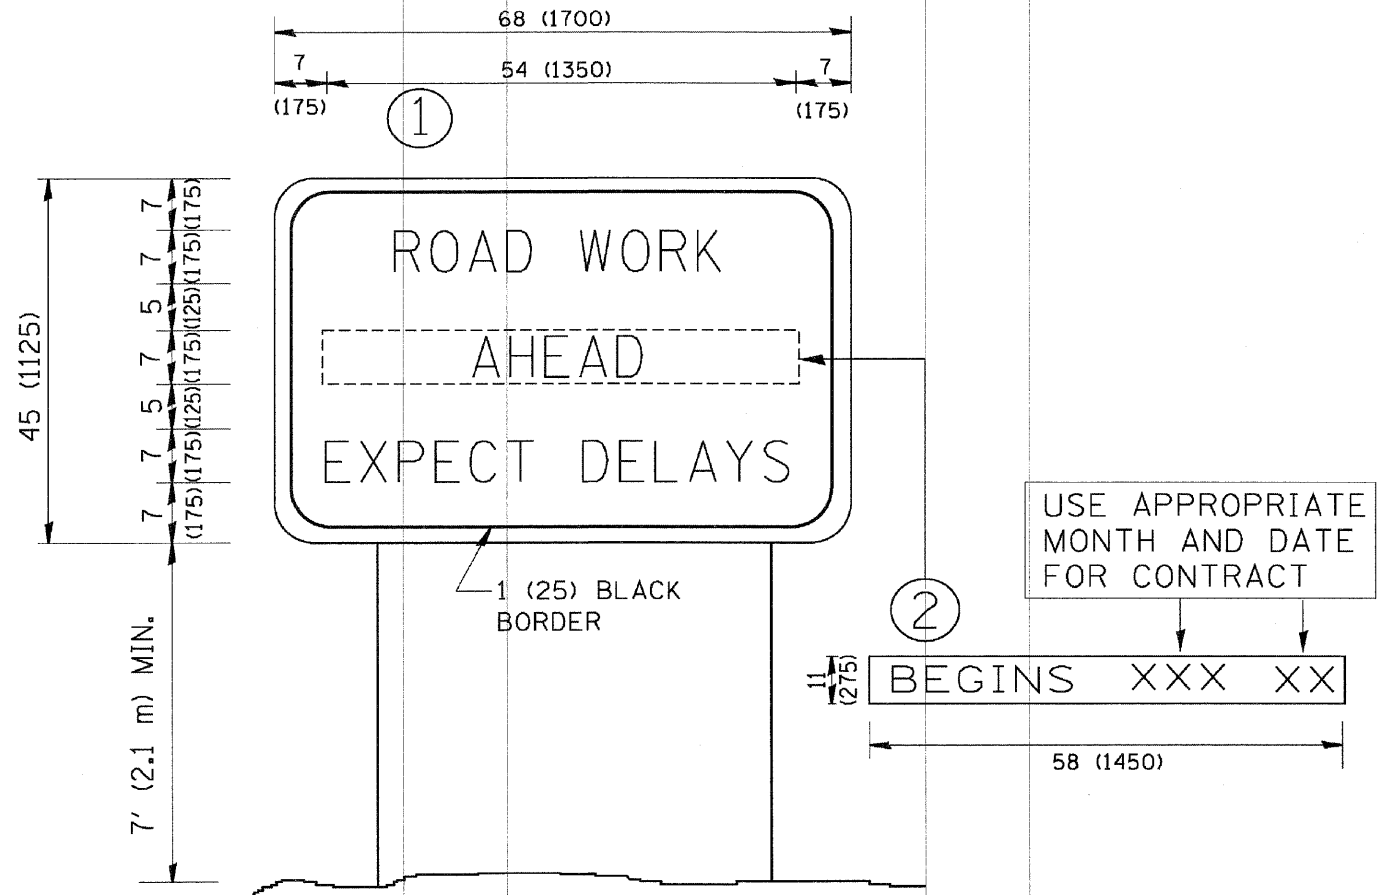 68 (1700)
7
54 (1350)
7
(175)
(175)
1
7
(175)
7
(175)
5
(125)
7
(175)
5
(125)
7
(175)
7
(175)
45 (1125)
ROAD WORK
AHEAD
EXPECT DELAYS
1 (25) BLACK
BORDER
7' (2.1 m) MIN.
USE APPROPRIATE
MONTH AND DATE
FOR CONTRACT
2
11
(275)
BEGINS XXX XX
58 (1450)